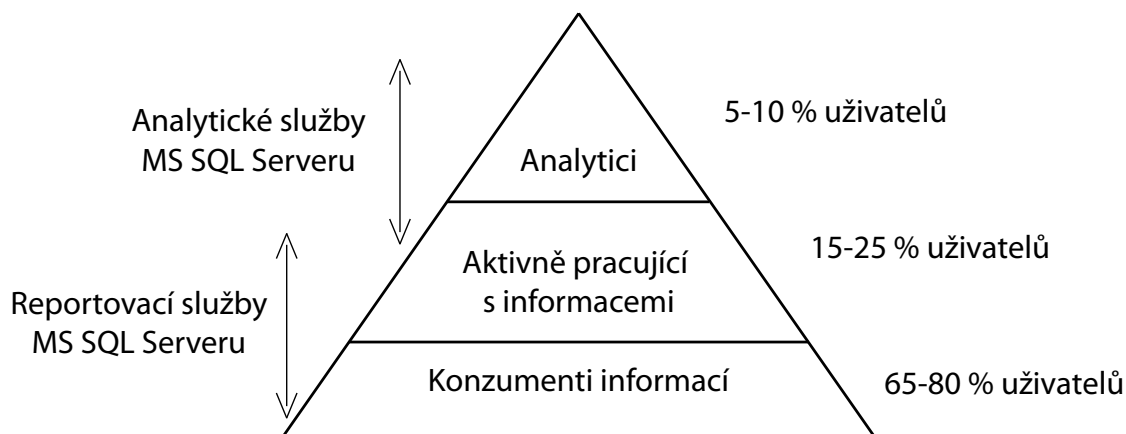 Analytické služby
MS SQL Serveru
5-10 % uživatelů
Analytici
Reportovací služby
MS SQL Serveru
Aktivně pracující
s informacemi
15-25 % uživatelů
Konzumenti informací
65-80 % uživatelů